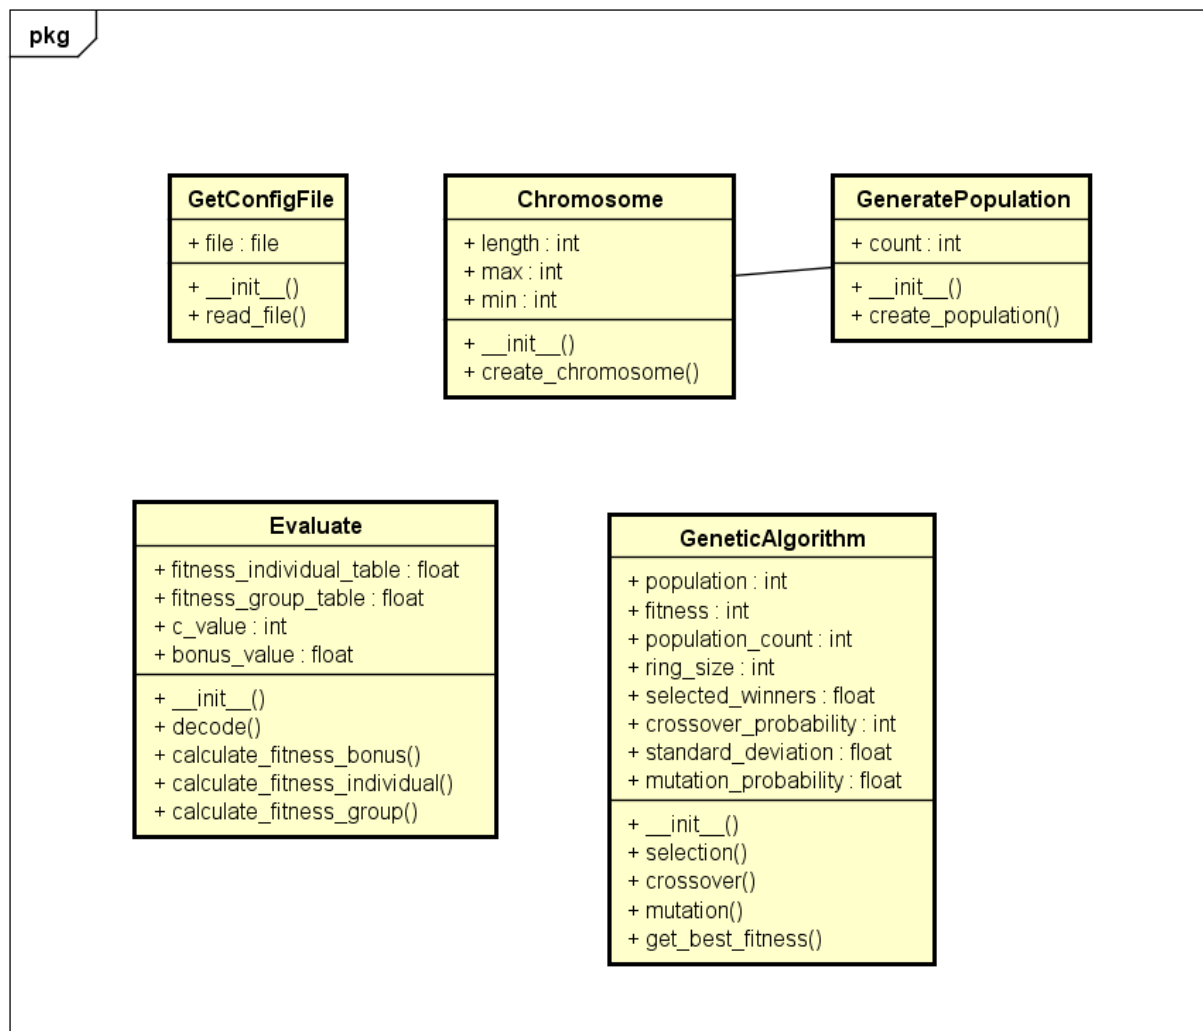 pkg
GetConfigFile
+ file : file
+ __init__()
+ read_file()
Chromosome
+ length : int
+ max : int
+ min : int
+ __init__()
+ create_chromosome()
GeneratePopulation
+ count : int
+ __init__()
+ create_population()
Evaluate
+ fitness_individual_table : float
+ fitness_group_table : float
+ c_value : int
+ bonus_value : float
+ __init__()
+ decode()
+ calculate_fitness_bonus()
+ calculate_fitness_individual()
+ calculate_fitness_group()
GeneticAlgorithm
+ population : int
+ fitness : int
+ population_count : int
+ ring_size : int
+ selected_winners : float
+ crossover_probability : int
+ standard_deviation : float
+ mutation_probability : float
+ __init__()
+ selection()
+ crossover()
+ mutation()
+ get_best_fitness()